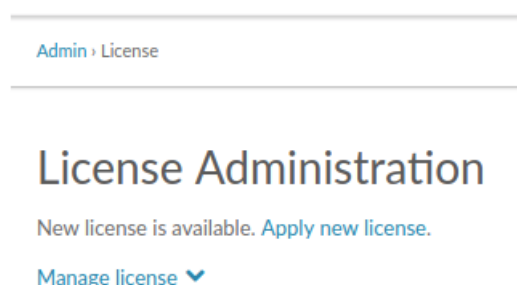 Admin › License
License Administration
New license is available. Apply new license.
Manage license